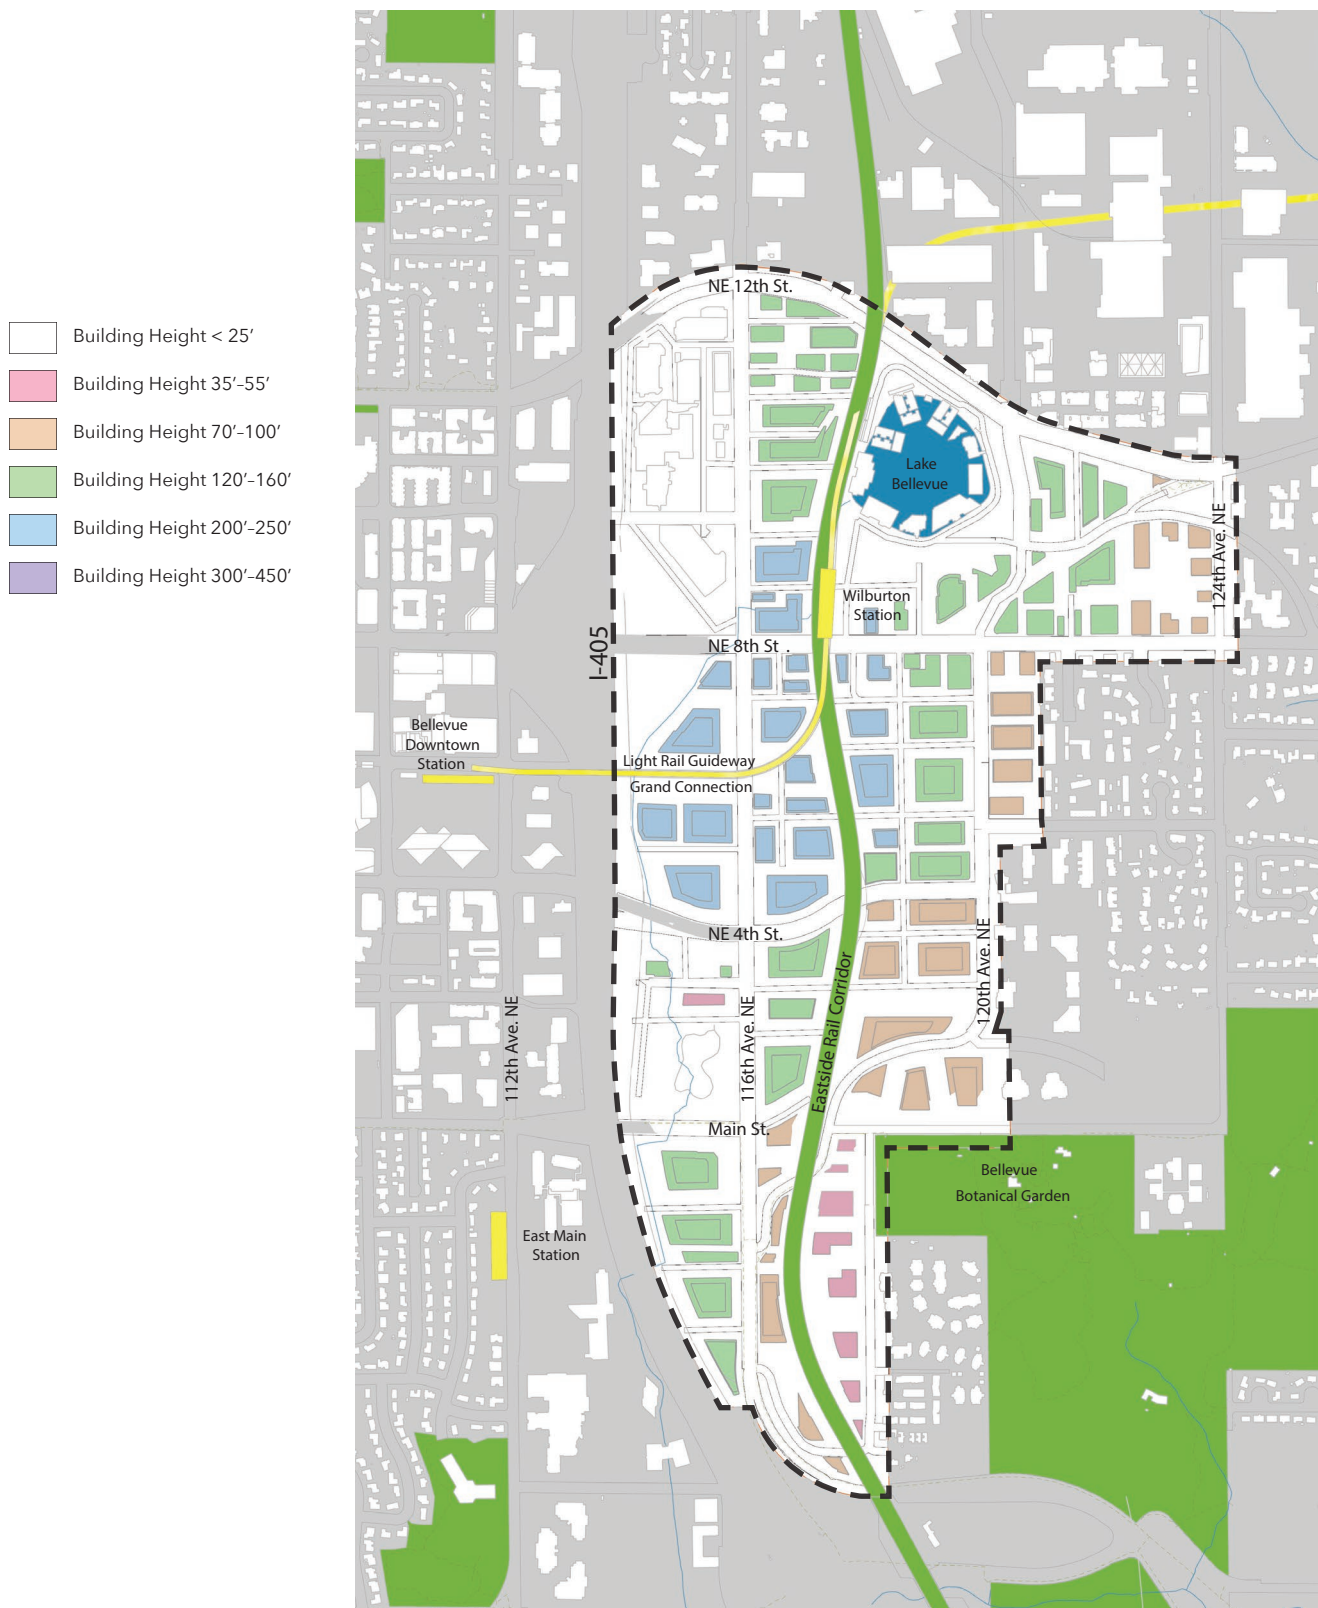 Building Height < 25’
Building Height 35’–55’
Building Height 70’–100’
Building Height 120’–160’
Building Height 200’–250’
Building Height 300’–450’
NE 12th St.
Lake
Bellevue
124th Ave. NE
Wilburton
Station
I-405
NE 8th St .
Bellevue
Downtown
Station
Light Rail Guideway
Grand Connection
NE 4th St.
120th Ave. NE
Eastside Rail Corridor
112th Ave. NE
116th Ave. NE
Main St.
Bellevue
Botanical Garden
East Main
Station